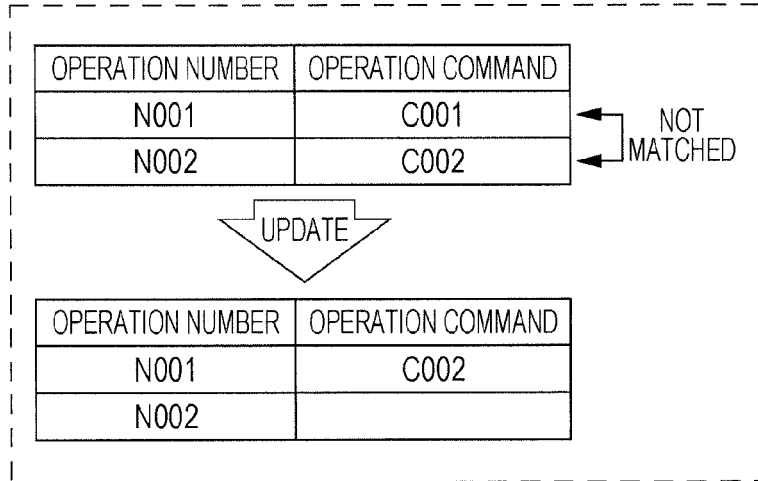 OPERATION NUMBER OPERATION COMMAND
N001 C001
N002 C002
NOT
MATCHED
UPDATE
OPERATION NUMBER OPERATION COMMAND
N001 C002
N002